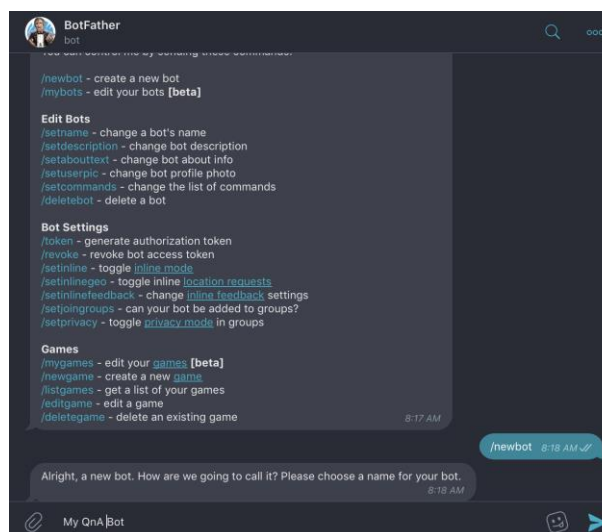 BotFather
bot
You can control me by sending these commands:
/newbot - create a new bot
/mybots - edit your bots [beta]
Edit Bots
/setname - change a bot's name
/setdescription - change bot description
/setabouttext - change bot about info
/setuserpic - change bot profile photo
/setcommands - change the list of commands
/deletebot - delete a bot
Bot Settings
/token - generate authorization token
/revoke - revoke bot access token
/setinline - toggle inline mode
/setinlinegeo - toggle inline location requests
/setinlinefeedback - change inline feedback settings
/setjoingroups - can your bot be added to groups?
/setprivacy - toggle privacy mode in groups
Games
/mygames - edit your games [beta]
/newgame - create a new game
/listgames - get a list of your games
/editgame - edit a game
/deletegame - delete an existing game
8:17 AM
/newbot 8:18 AM
Alright, a new bot. How are we going to call it? Please choose a name for your bot.
8:18 AM
My QnA Bot